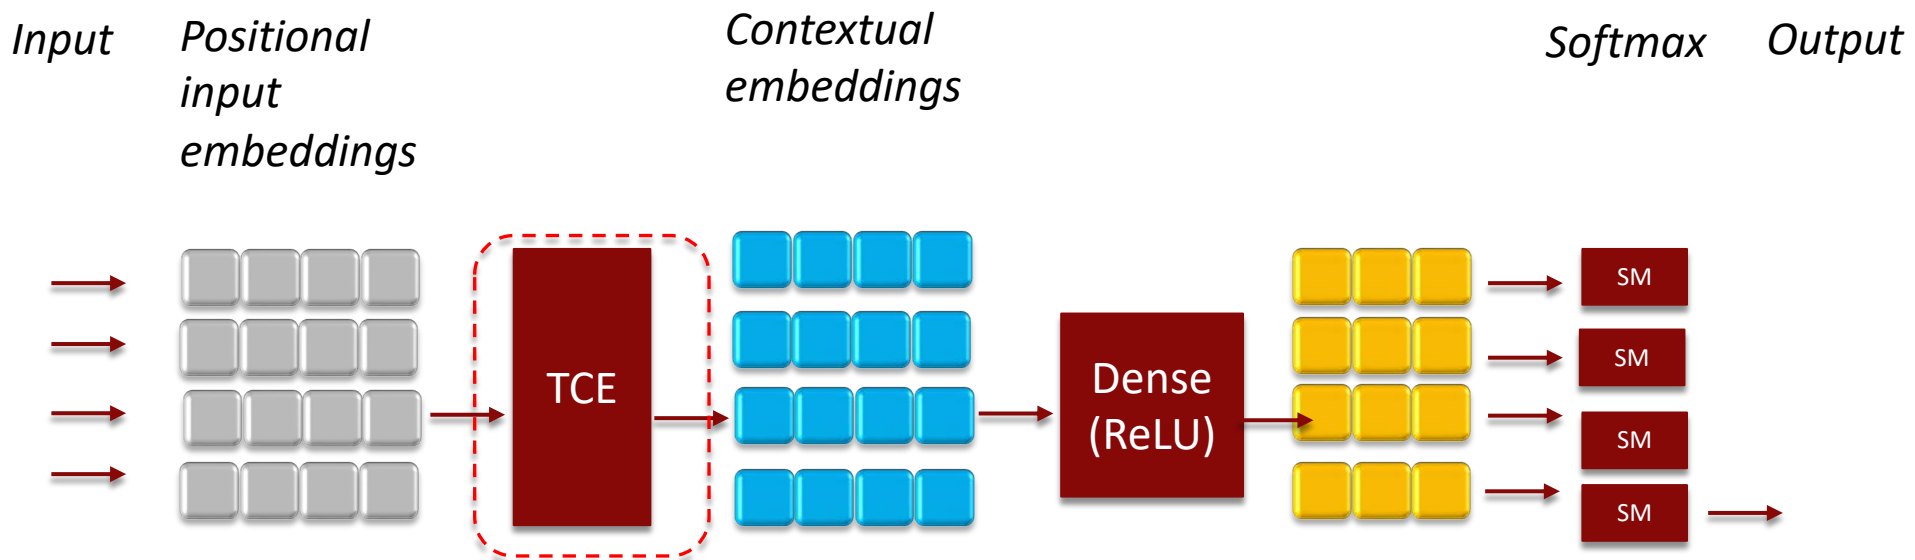 Input
Positional
input
embeddings
Contextual
embeddings
Softmax
Output
TCE
Dense
(ReLU)
SM
SM
SM
SM